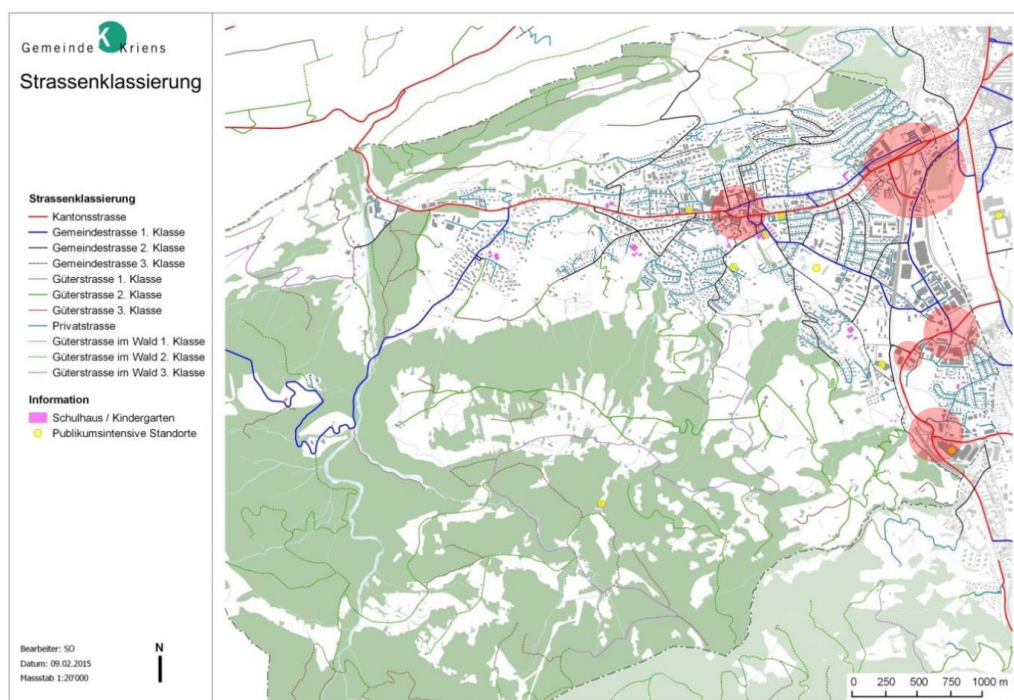 K
Gemeinde Kriens
Strassenklassierung
Strassenklassierung
Kantonsstrasse
Gemeindestrasse 1. Klasse
Gemeindestrasse 2. Klasse
Gemeindestrasse 3. Klasse
Güterstrasse 1. Klasse
Güterstrasse 2. Klasse
Güterstrasse 3. Klasse
Privatstrasse
Güterstrasse im Wald 1. Klasse
Güterstrasse im Wald 2. Klasse
Güterstrasse im Wald 3. Klasse
Information
Schulhaus / Kindergarten
Publikumsintensive Standorte
Bearbeiter: SO
Datum: 09.02.2015
Massstab 1:20'000
N
0 250 500 750 1000 m